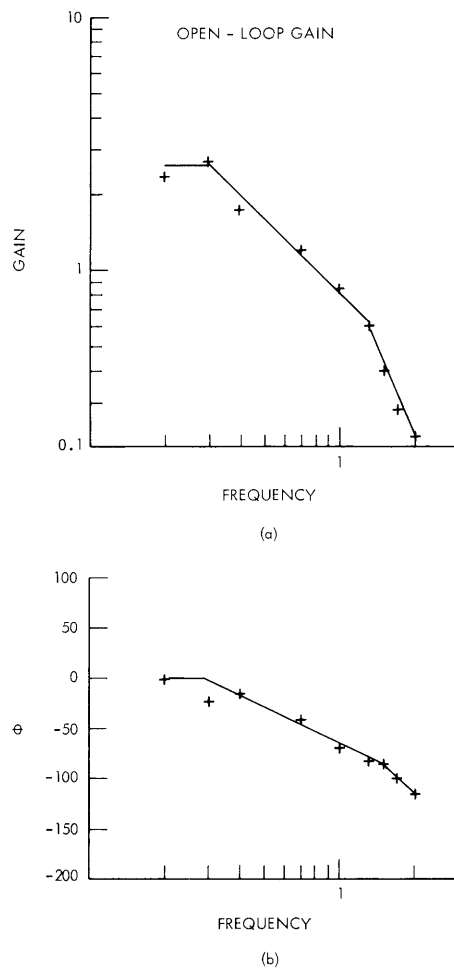 OPEN – LOOP GAIN
10
GAIN
1
0.1
1
FREQUENCY
(a)
100
50
0
Φ
-50
-100
-150
-200
1
FREQUENCY
(b)